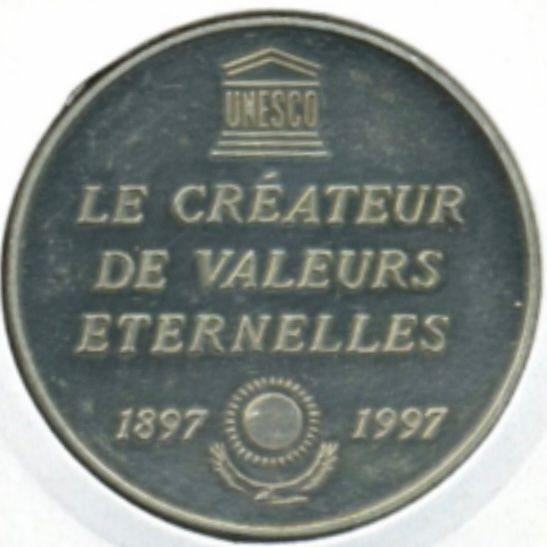 UNESCO
LE CRÉATEUR
DE VALEURS
ETERNELLES
1897 1997